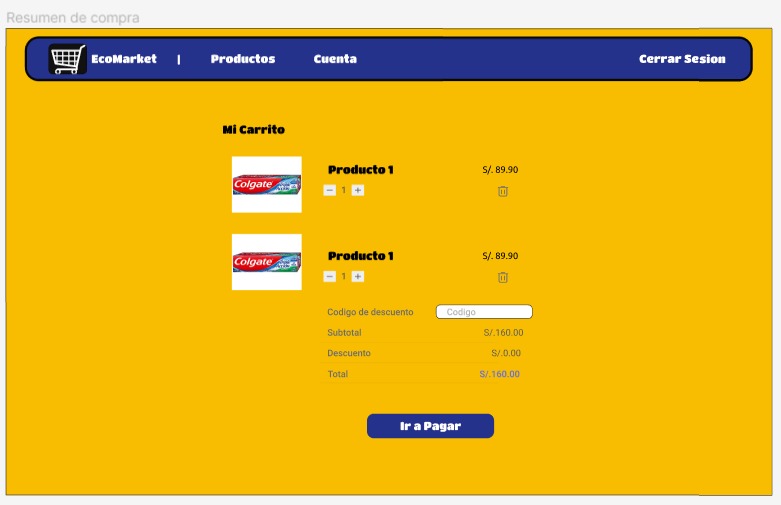 Resumen de compra
EcoMarket | Productos Cuenta Cerrar Sesion
Mi Carrito
Colgate
Producto 1 S/. 89.90
1
Colgate
Producto 1 S/. 89.90
1
Codigo de descuento Codigo
Subtotal S/.160.00
Descuento S/.0.00
Total S/.160.00
Ir a Pagar